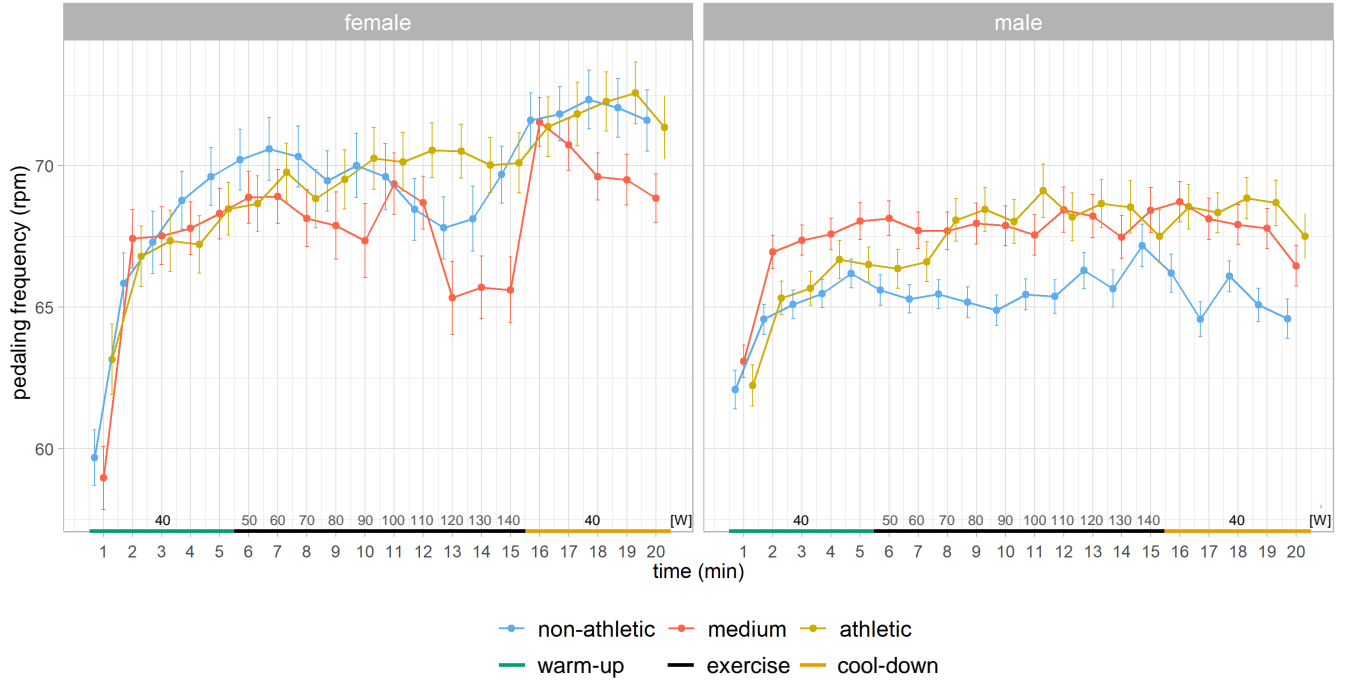 female male
pedaling frequency (rpm)
70
65
60
40 50 60 70 80 90 100 110 120 130 140 40 [W] 40 50 60 70 80 90 100 110 120 130 140 40 [W]
1 2 3 4 5 6 7 8 9 10 11 12 13 14 15 16 17 18 19 20 1 2 3 4 5 6 7 8 9 10 11 12 13 14 15 16 17 18 19 20
time (min)
non-athletic medium athletic
warm-up exercise cool-down